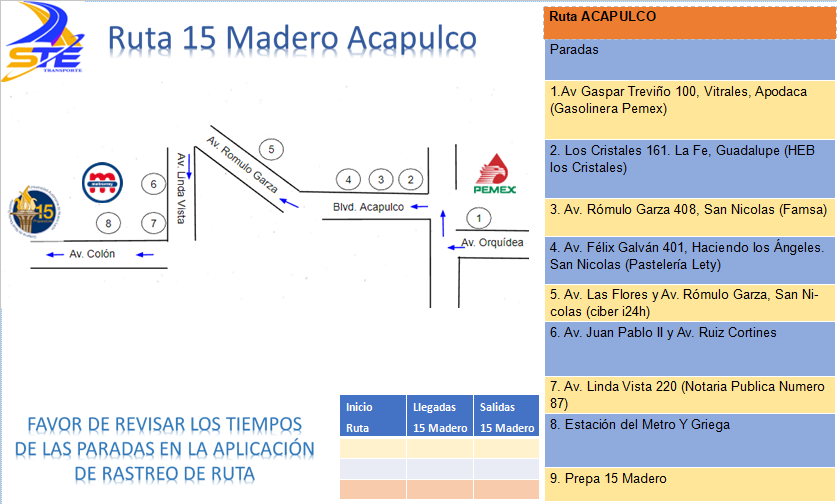 STE
TRANSPORTE
Ruta 15 Madero Acapulco
Av. Romulo Garza
5
Av. Linda Vista
metrorrey
6
4
3
2
PEMEX
15
8
7
Blvd. Acapulco
1
Av. Orquídea
Av. Colón
FAVOR DE REVISAR LOS TIEMPOS
DE LAS PARADAS EN LA APLICACIÓN
DE RASTREO DE RUTA
Inicio Ruta
Llegadas 15 Madero
Salidas 15 Madero
Ruta ACAPULCO
Paradas
1.Av Gaspar Treviño 100, Vitrales, Apodaca
(Gasolinera Pemex)
2. Los Cristales 161. La Fe, Guadalupe (HEB
los Cristales)
3. Av. Rómulo Garza 408, San Nicolas (Famsa)
4. Av. Félix Galván 401, Haciendo los Ángeles.
San Nicolas (Pastelería Lety)
5. Av. Las Flores y Av. Rómulo Garza, San Ni-
colas (ciber i24h)
6. Av. Juan Pablo II y Av. Ruiz Cortines
7. Av. Linda Vista 220 (Notaria Publica Numero
87)
8. Estación del Metro Y Griega
9. Prepa 15 Madero